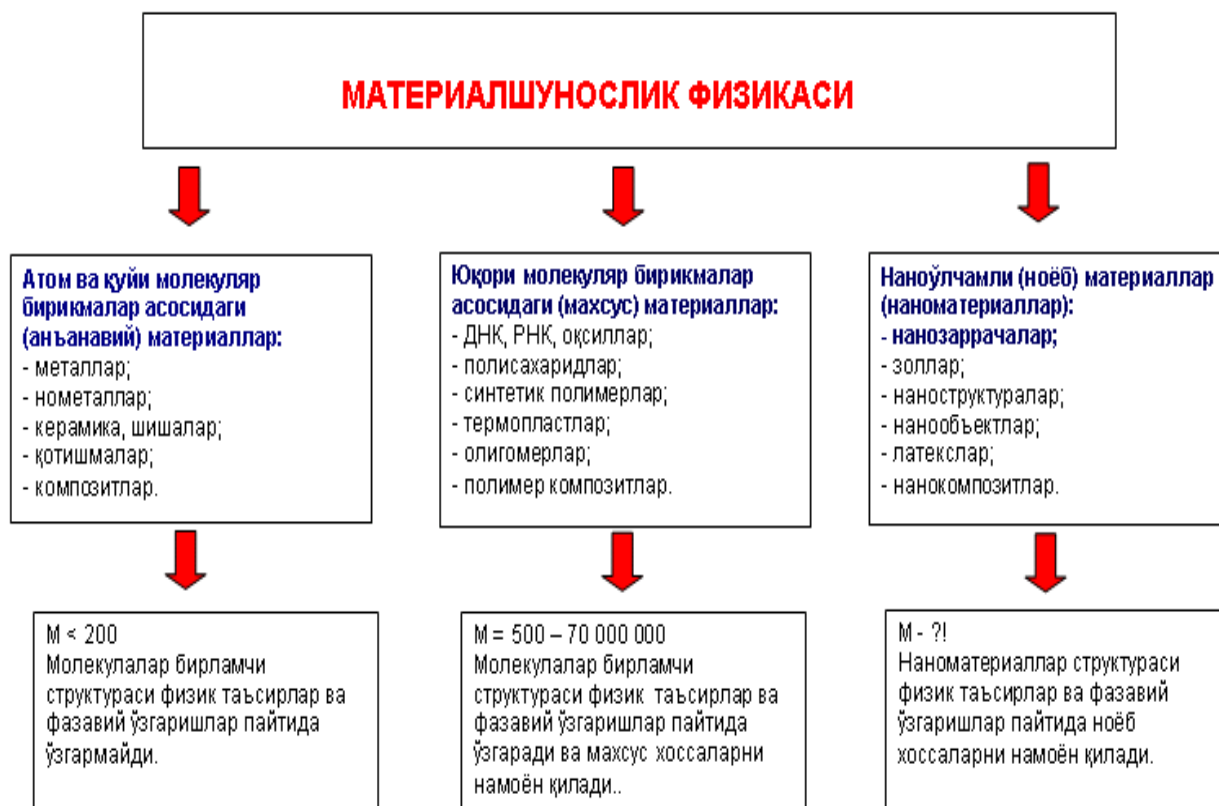 МАТЕРИАЛШУНОСЛИК ФИЗИКАСИ
Атом ва қуйи молекуляр
бирикмалар асосидаги
(анъанавий) материаллар:
- металлар;
- нометаллар;
- керамика, шишалар;
- қотишмалар;
- композитлар.
Юқори молекуляр бирикмалар
асосидаги (махсус) материаллар:
- ДНК, РНК, оқсиллар;
- полисахаридлар;
- синтетик полимерлар;
- термопластлар;
- олигомерлар;
- полимер композитлар.
Наноўлчамли (ноёб) материаллар
(наноматериаллар):
- нанозаррачалар;
- золлар;
- наноструктуралар;
- нанообъектлар;
- латекслар;
- нанокомпозитлар.
М < 200
Молекулалар бирламчи
структураси физик таъсирлар ва
фазавий ўзгаришлар пайтида
ўзгармайди.
М = 500 – 70 000 000
Молекулалар бирламчи
структураси физик таъсирлар ва
фазавий ўзгаришлар пайтида
ўзгаради ва махсус хоссаларни
намоён қилади..
М - ?!
Наноматериаллар структураси
физик таъсирлар ва фазавий
ўзгаришлар пайтида ноёб
хоссаларни намоён қилади.